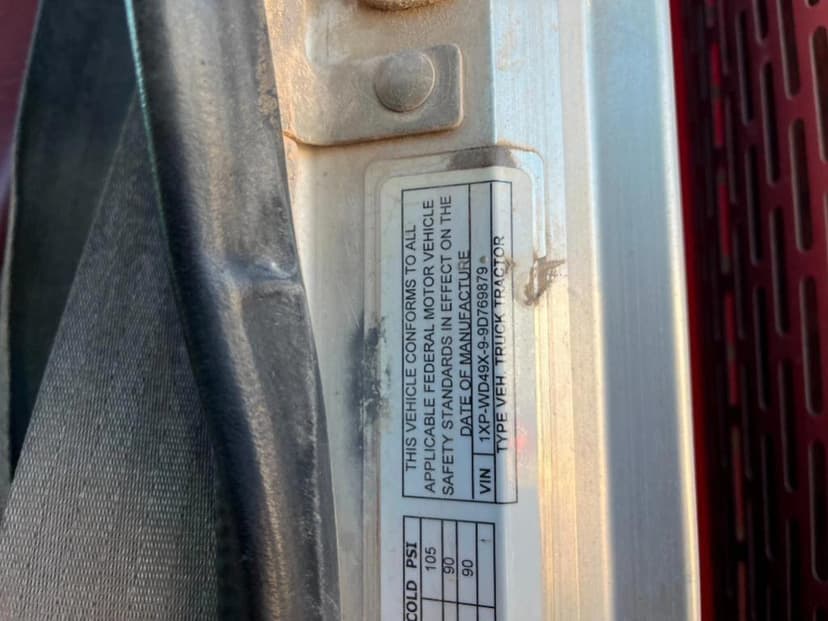 THIS VEHICLE CONFORMS TO ALL
APPLICABLE FEDERAL MOTOR VEHICLE
SAFETY STANDARDS IN EFFECT ON THE
DATE OF MANUFACTURE
VIN 1XP-WD49X-9-9D769879
TYPE VEH. TRUCK TRACTOR
COLD PSI
105
90
90